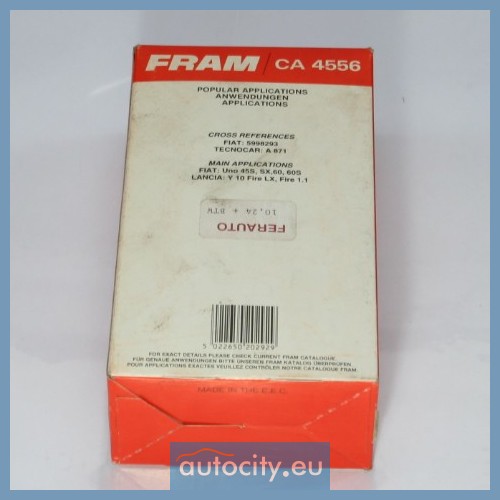 FRAM / CA 4556
POPULAR APPLICATIONS
ANWENDUNGEN
APPLICATIONS
CROSS REFERENCES
FIAT: 5998293
TECNOCAR: A 871
MAIN APPLICATIONS
FIAT: Uno 45S, SX.60, 60S
LANCIA: Y 10 Fire LX, Fire 1.1
10,24 + BTW
FERAUTO
5 022650 202929
FOR EXACT DETAILS PLEASE CHECK CURRENT FRAM CATALOGUE
FÜR GENAUE ANWENDUNGEN BITTE UNSEREN FRAM KATALOG ÜBERPRÜFEN
POUR APPLICATIONS EXACTES VEUILLEZ CONTRÔLER NOTRE CATALOGUE FRAM.
MADE IN THE E.E.C.
autocity.eu